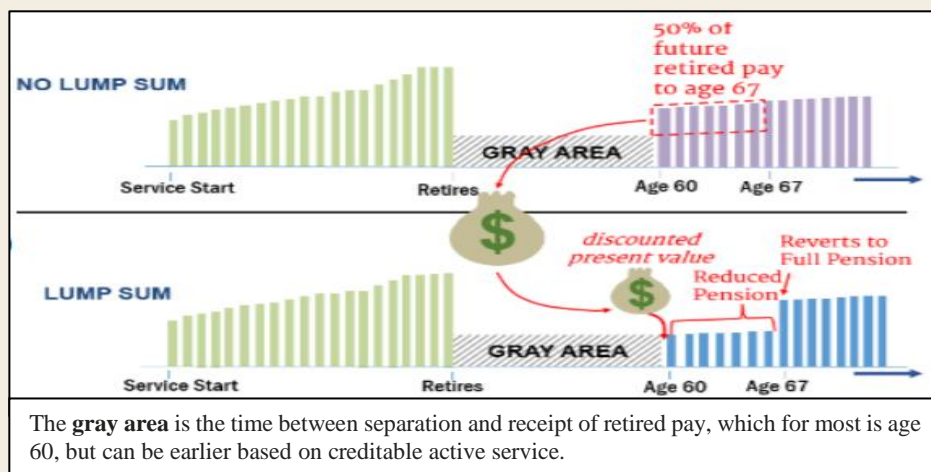 50% of
future
retired pay
to age 67
NO LUMP SUM
GRAY AREA
Service Start
Retires
Age 60
Age 67
$
discounted
present value
Reverts to
Full Pension
Reduced
Pension
LUMP SUM
$
GRAY AREA
Service Start
Retires
Age 60
Age 67
The gray area is the time between separation and receipt of retired pay, which for most is age
60, but can be earlier based on creditable active service.